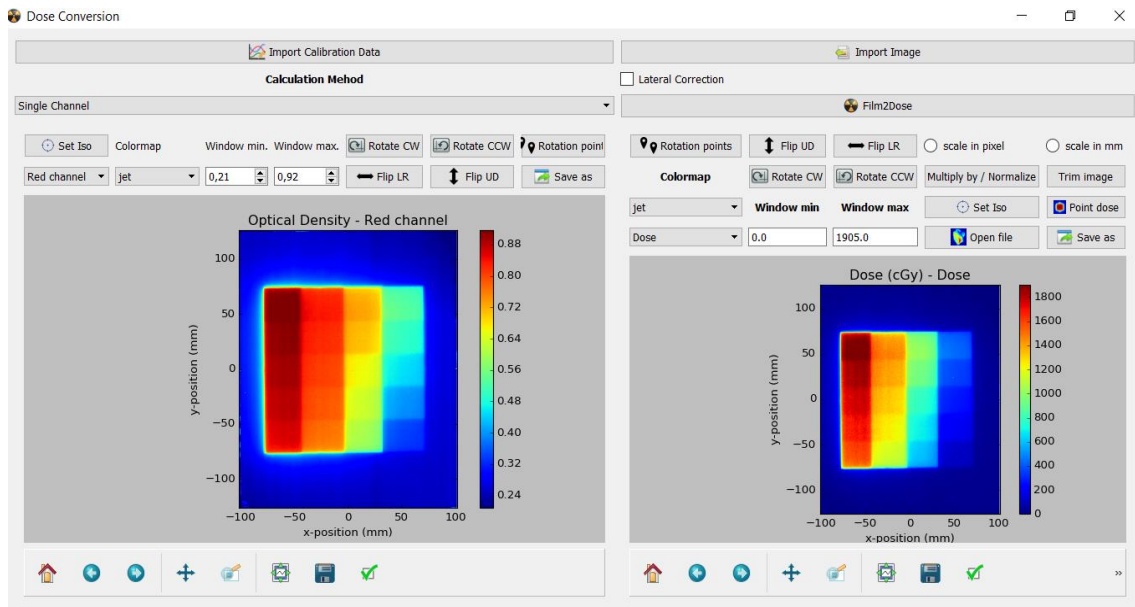 Dose Conversion
Import Calibration Data
Calculation Mehod
Single Channel
Set Iso Colormap Window min. Window max. Rotate CW Rotate CCW Rotation point
Red channel jet 0,21 0,92 Flip LR Flip UD Save as
Optical Density - Red channel
100
50
0
−50
−100
y-position (mm)
−100 −50 0 50 100
x-position (mm)
0.88
0.80
0.72
0.64
0.56
0.48
0.40
0.32
0.24
Import Image
Lateral Correction
Film2Dose
Rotation points Flip UD Flip LR scale in pixel scale in mm
Colormap Rotate CW Rotate CCW Multiply by / Normalize Trim image
jet Window min Window max Set Iso Point dose
Dose 0.0 1905.0 Open file Save as
Dose (cGy) - Dose
100
50
0
−50
−100
y-position (mm)
−100 −50 0 50 100
x-position (mm)
1800
1600
1400
1200
1000
800
600
400
200
0
»